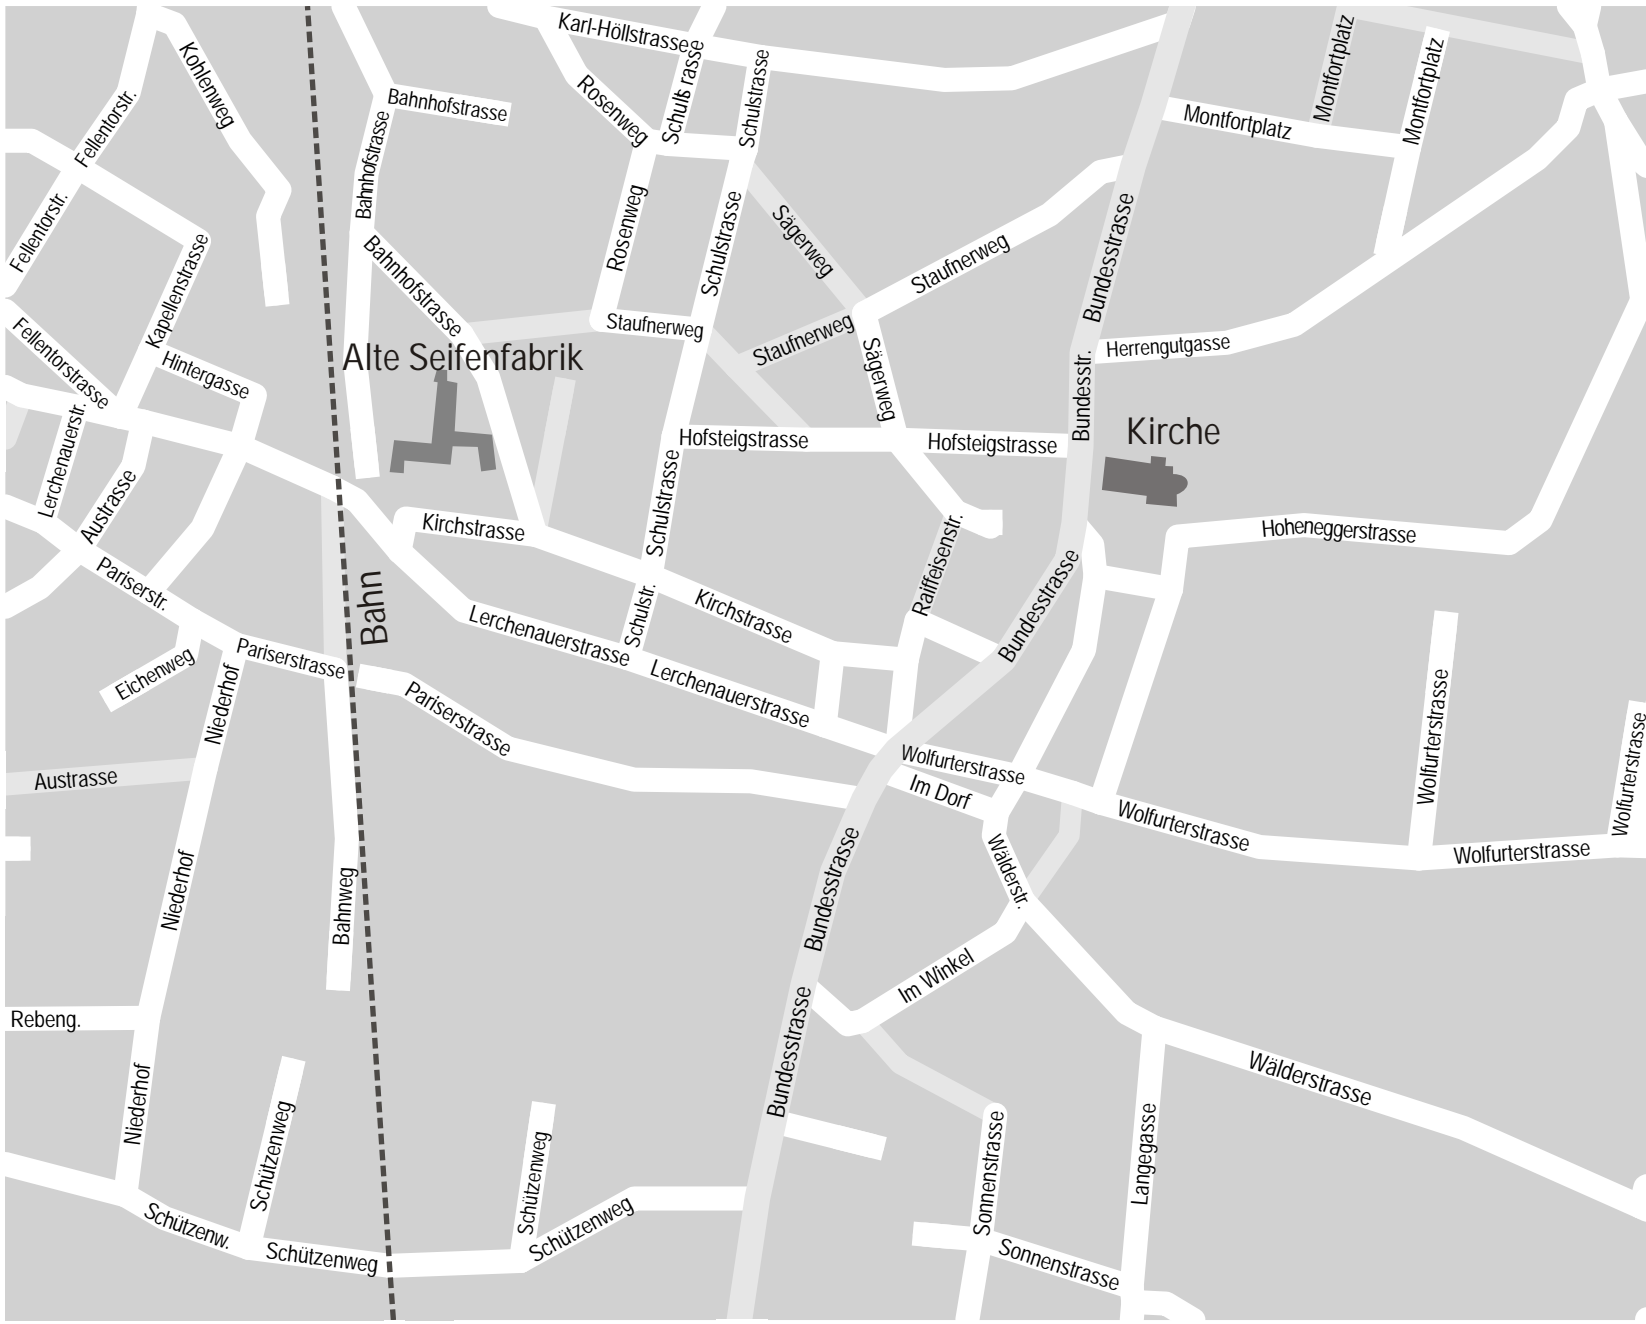 Karl-Höllstrasse
Schuls rasse
Schulstrasse
Montfortplatz
Montfortplatz
Montfortplatz
Kohlenweg
Fellentorstr.
Bahnhofstrasse
Rosenweg
Bahnhofstrasse
Fellentorstr.
Rosenweg
Schulstrasse
Sägerweg
Staufnerweg
Bundesstrasse
Kapellenstrasse
Bahnhofstrasse
Staufnerweg
Staufnerweg
Herrengutgasse
Fellentorstrasse
Hintergasse
Alte Seifenfabrik
Sägerweg
Bundesstr.
Kirche
Lerchenauerstr.
Hofsteigstrasse
Hofsteigstrasse
Austrasse
Kirchstrasse
Schulstrasse
Raiffeisenstr.
Hoheneggerstrasse
Pariserstr.
Bahn
Schulstr.
Kirchstrasse
Bundesstrasse
Lerchenauerstrasse
Lerchenauerstrasse
Eichenweg
Pariserstrasse
Niederhof
Pariserstrasse
Wolfurterstrasse
Wolfurterstrasse
Wolfurterstrasse
Austrasse
Im Dorf
Wolfurterstrasse
Wolfurterstrasse
Niederhof
Bahnweg
Bundesstrasse
Wälderstr.
Im Winkel
Rebeng.
Bundesstrasse
Wälderstrasse
Niederhof
Schützenweg
Schützenweg
Sonnenstrasse
Langegasse
Schützenw.
Schützenweg
Schützenweg
Sonnenstrasse